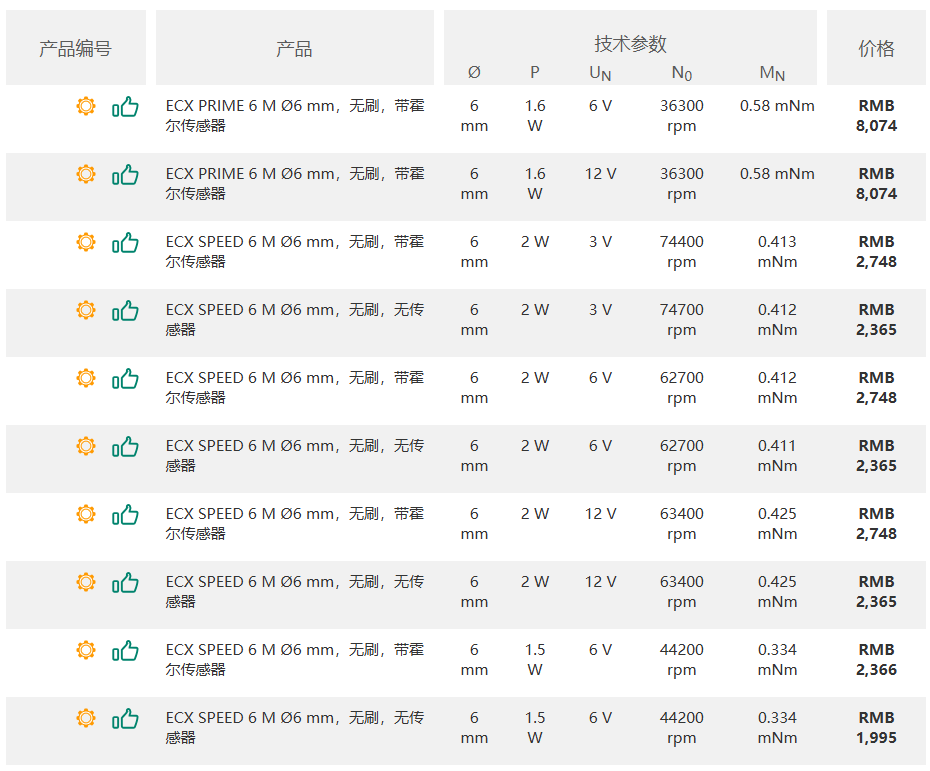 产品编号 产品 技术参数 价格
Ø P UN N0 MN
ECX PRIME 6 M Ø6 mm，无刷，带霍 6 1.6 6 V 36300 0.58 mNm RMB
尔传感器 mm W rpm 8,074
ECX PRIME 6 M Ø6 mm，无刷，带霍 6 1.6 12 V 36300 0.58 mNm RMB
尔传感器 mm W rpm 8,074
ECX SPEED 6 M Ø6 mm，无刷，带霍 6 2 W 3 V 74400 0.413 RMB
尔传感器 mm rpm mNm 2,748
ECX SPEED 6 M Ø6 mm，无刷，无传 6 2 W 3 V 74700 0.412 RMB
感器 mm rpm mNm 2,365
ECX SPEED 6 M Ø6 mm，无刷，带霍 6 2 W 6 V 62700 0.412 RMB
尔传感器 mm rpm mNm 2,748
ECX SPEED 6 M Ø6 mm，无刷，无传 6 2 W 6 V 62700 0.411 RMB
感器 mm rpm mNm 2,365
ECX SPEED 6 M Ø6 mm，无刷，带霍 6 2 W 12 V 63400 0.425 RMB
尔传感器 mm rpm mNm 2,748
ECX SPEED 6 M Ø6 mm，无刷，无传 6 2 W 12 V 63400 0.425 RMB
感器 mm rpm mNm 2,365
ECX SPEED 6 M Ø6 mm，无刷，带霍 6 1.5 6 V 44200 0.334 RMB
尔传感器 mm W rpm mNm 2,366
ECX SPEED 6 M Ø6 mm，无刷，无传 6 1.5 6 V 44200 0.334 RMB
感器 mm W rpm mNm 1,995